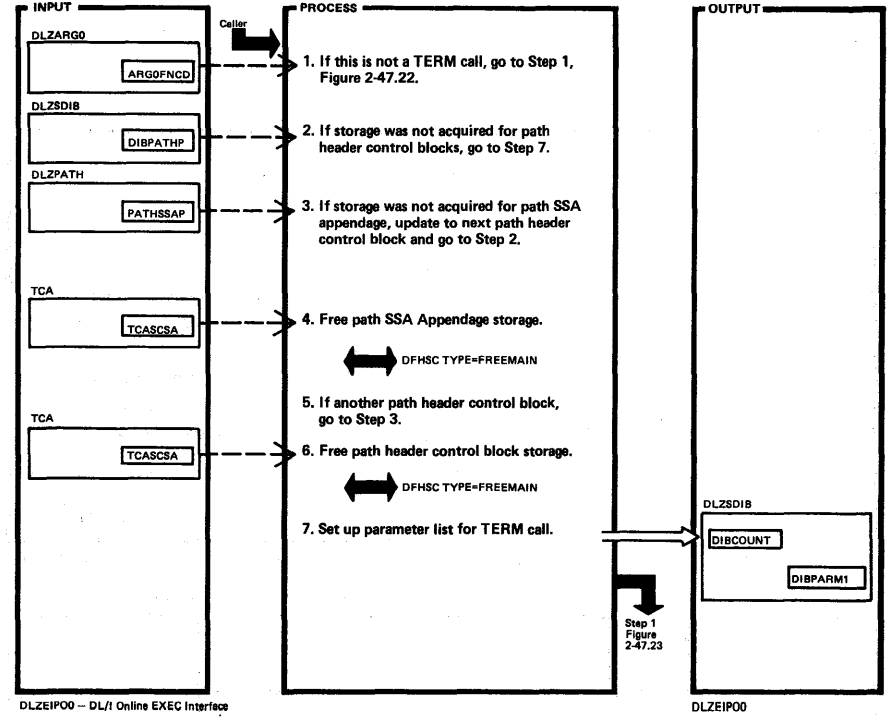 INPUT
DLZARG0
ARG0FNCD
DLZSDIB
DIBPATHP
DLZPATH
PATHSSAP
TCA
TCASCSA
TCA
TCASCSA
DLZEIPO0 – DL/I Online EXEC Interface
Caller
PROCESS
1. If this is not a TERM call, go to Step 1,
Figure 2-47.22.
2. If storage was not acquired for path
header control blocks, go to Step 7.
3. If storage was not acquired for path SSA
appendage, update to next path header
control block and go to Step 2.
4. Free path SSA Appendage storage.
DFHSC TYPE=FREEMAIN
5. If another path header control block,
go to Step 3.
6. Free path header control block storage.
DFHSC TYPE=FREEMAIN
7. Set up parameter list for TERM call.
Step 1
Figure
2-47.23
OUTPUT
DLZSDIB
DIBCOUNT
DIBPARM1
DLZEIPO0